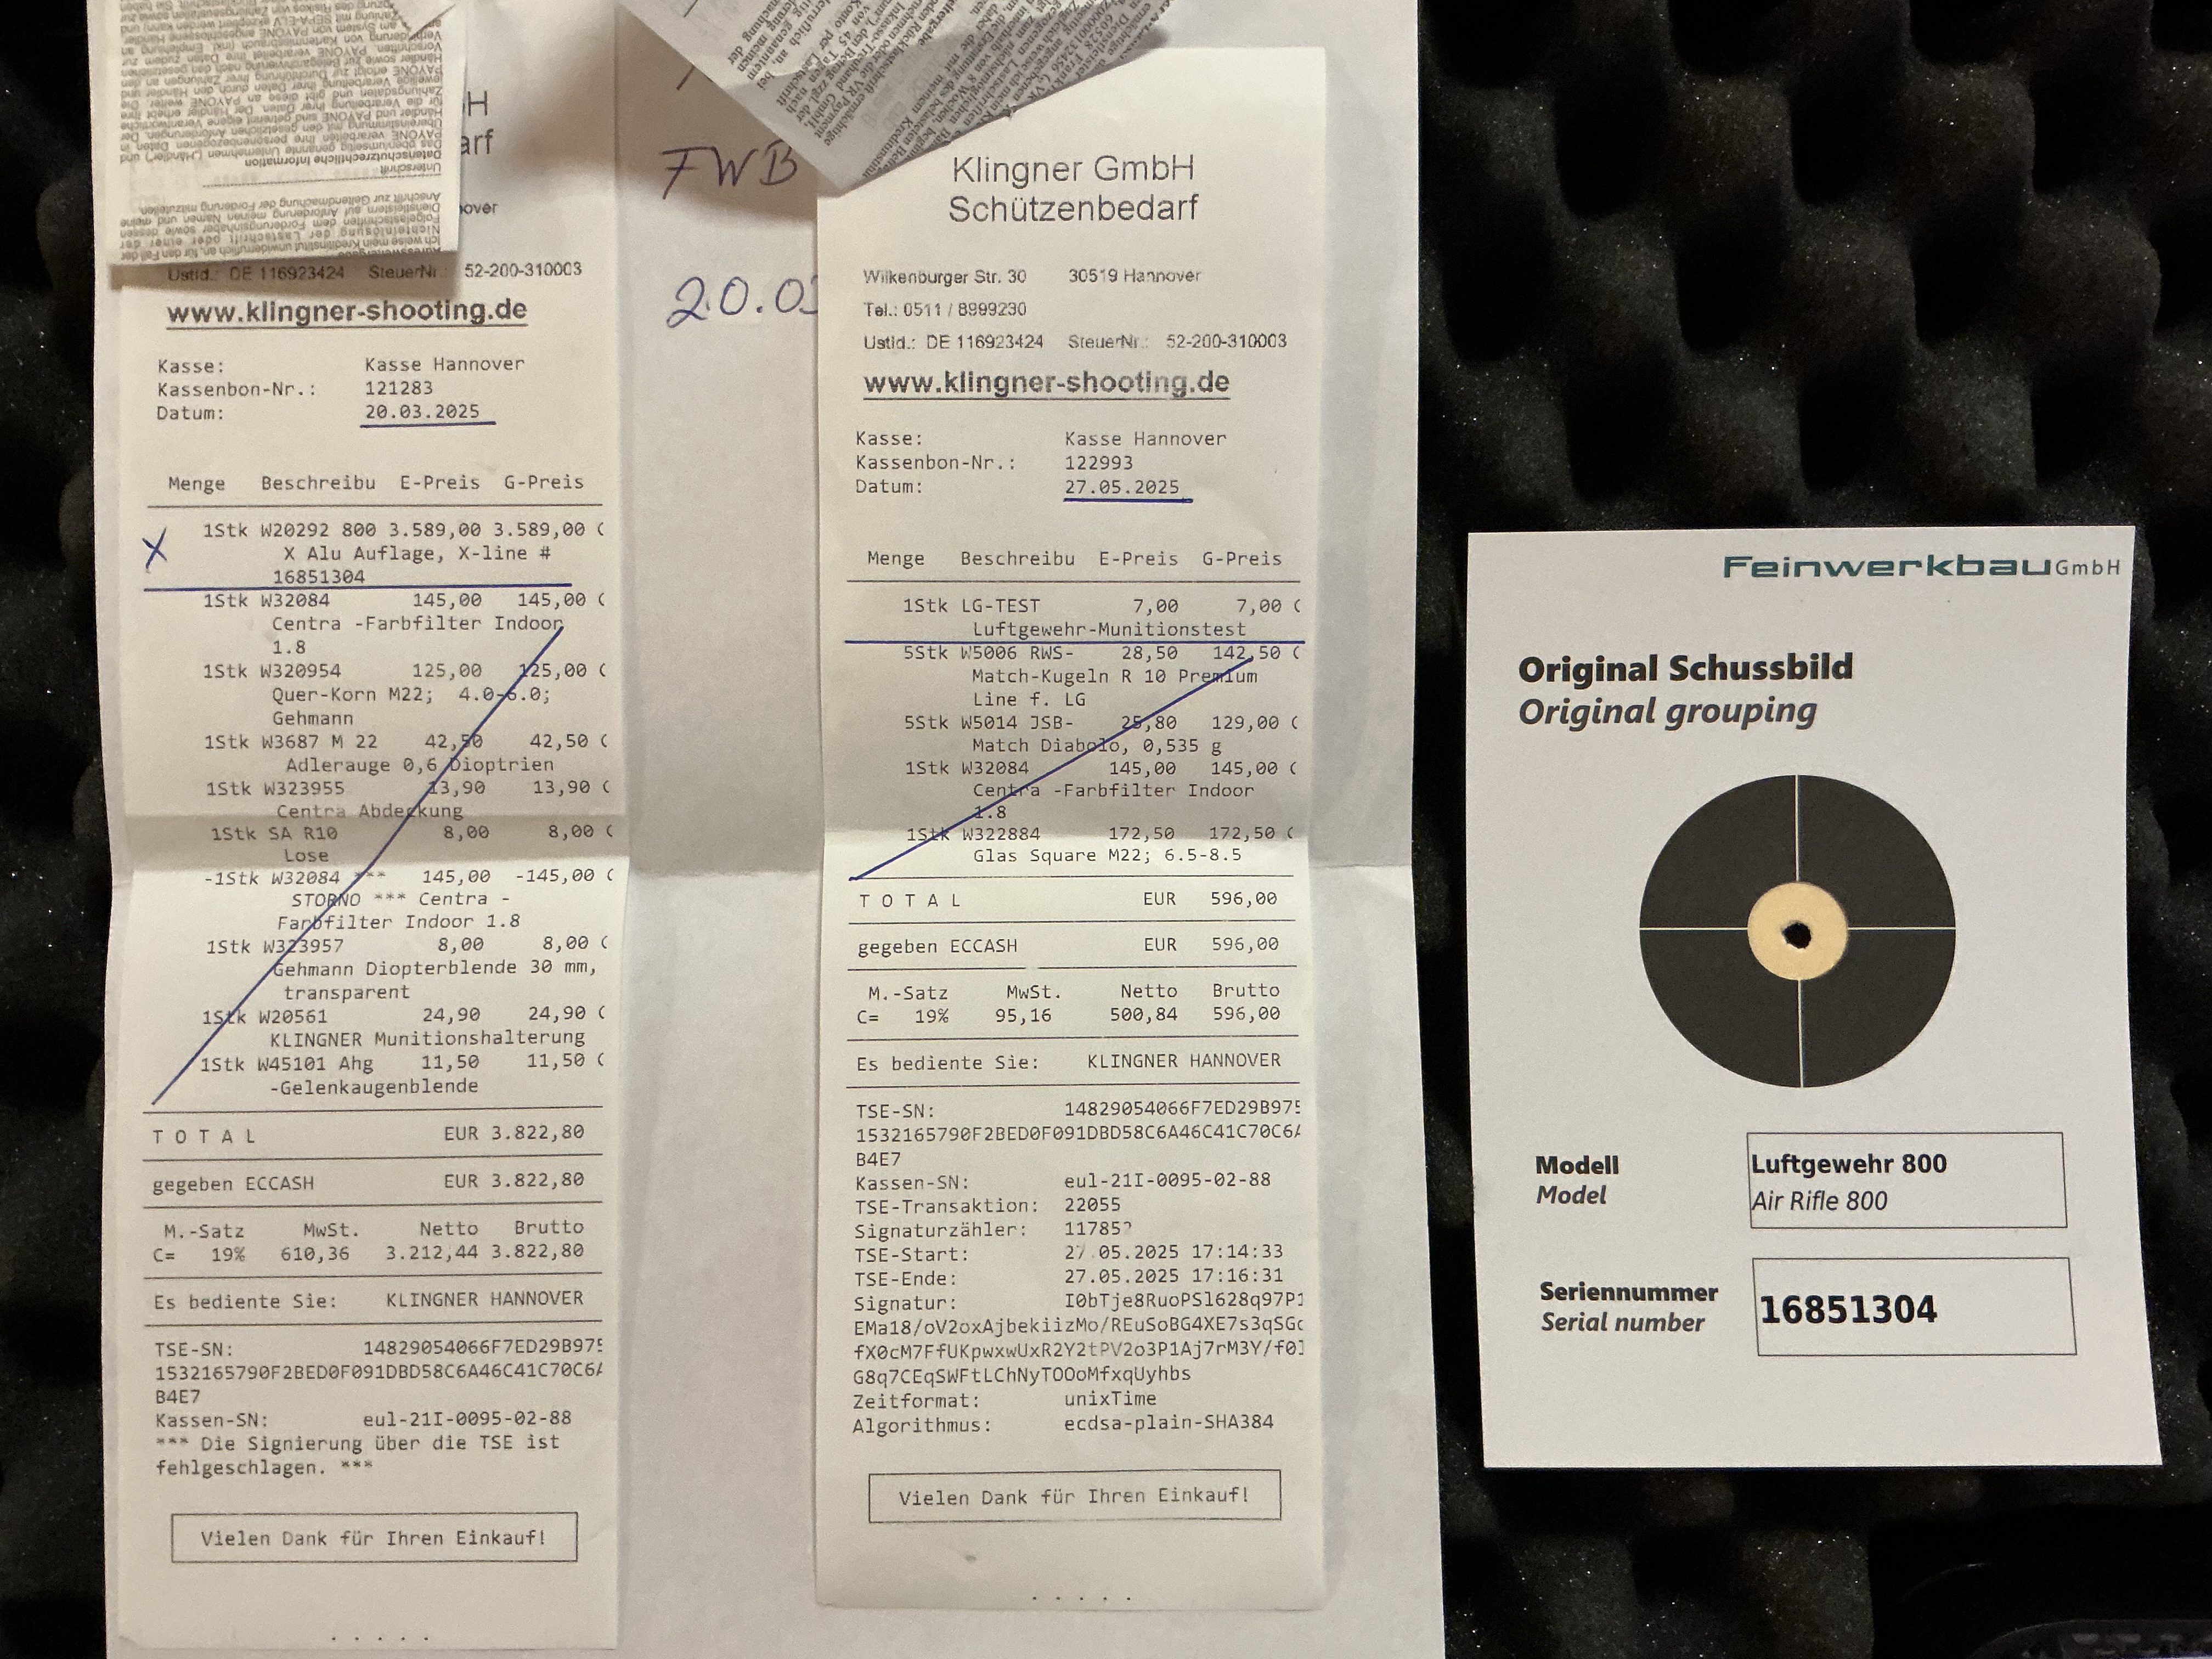 H
arf
over
Ustid.: DE 116923424 SteuerNr.: 52-200-310003
www.klingner-shooting.de
Kasse: Kasse Hannover
Kassenbon-Nr.: 121283
Datum: 20.03.2025
Menge Beschreibu E-Preis G-Preis
X
1Stk W20292 800 3.589,00 3.589,00 C
X Alu Auflage, X-line #
16851304
1Stk W32084 145,00 145,00 C
Centra -Farbfilter Indoor
1.8
1Stk W320954 125,00 125,00 C
Quer-Korn M22; 4.0-6.0;
Gehmann
1Stk W3687 M 22 42,50 42,50 C
Adlerauge 0,6 Dioptrien
1Stk W323955 13,90 13,90 C
Centra Abdeckung
1Stk SA R10 8,00 8,00 C
Lose
-1Stk W32084 *** 145,00 -145,00 C
STORNO *** Centra -
Farbfilter Indoor 1.8
1Stk W323957 8,00 8,00 C
Gehmann Diopterblende 30 mm,
transparent
1Stk W20561 24,90 24,90 C
KLINGNER Munitionshalterung
1Stk W45101 Ahg 11,50 11,50 C
-Gelenkaugenblende
T O T A L EUR 3.822,80
gegeben ECCASH EUR 3.822,80
M.-Satz MwSt. Netto Brutto
C= 19% 610,36 3.212,44 3.822,80
Es bediente Sie: KLINGNER HANNOVER
TSE-SN: 14829054066F7ED29B975
1532165790F2BED0F091DBD58C6A46C41C70C6A
B4E7
Kassen-SN: eul-21I-0095-02-88
*** Die Signierung über die TSE ist
fehlgeschlagen. ***
Vielen Dank für Ihren Einkauf!
FWB
20.03
Klingner GmbH
Schützenbedarf
Wilkenburger Str. 30 30519 Hannover
Tel.: 0511 / 8999230
Ustid.: DE 116923424 SteuerNr.: 52-200-310003
www.klingner-shooting.de
Kasse: Kasse Hannover
Kassenbon-Nr.: 122993
Datum: 27.05.2025
Menge Beschreibu E-Preis G-Preis
1Stk LG-TEST 7,00 7,00 C
Luftgewehr-Munitionstest
5Stk W5006 RWS- 28,50 142,50 C
Match-Kugeln R 10 Premium
Line f. LG
5Stk W5014 JSB- 25,80 129,00 C
Match Diabolo, 0,535 g
1Stk W32084 145,00 145,00 C
Centra -Farbfilter Indoor
1.8
1Stk W322884 172,50 172,50 C
Glas Square M22; 6.5-8.5
T O T A L EUR 596,00
gegeben ECCASH EUR 596,00
M.-Satz MwSt. Netto Brutto
C= 19% 95,16 500,84 596,00
Es bediente Sie: KLINGNER HANNOVER
TSE-SN: 14829054066F7ED29B975
1532165790F2BED0F091DBD58C6A46C41C70C6A
B4E7
Kassen-SN: eul-21I-0095-02-88
TSE-Transaktion: 22055
Signaturzähler: 117852
TSE-Start: 27.05.2025 17:14:33
TSE-Ende: 27.05.2025 17:16:31
Signatur: I0bTje8RuoPSl628q97P1
EMa18/oV2oxAjbekiizMo/REuSoBG4XE7s3qSGc
fX0cM7FfUKpwxwUxR2Y2tPV2o3P1Aj7rM3Y/f01
G8q7CEqSWFtLChNyTOOoMfxqUyhbs
Zeitformat: unixTime
Algorithmus: ecdsa-plain-SHA384
Vielen Dank für Ihren Einkauf!
Feinwerkbau GmbH
Original Schussbild
Original grouping
Modell Luftgewehr 800
Model Air Rifle 800
Seriennummer
Serial number
16851304